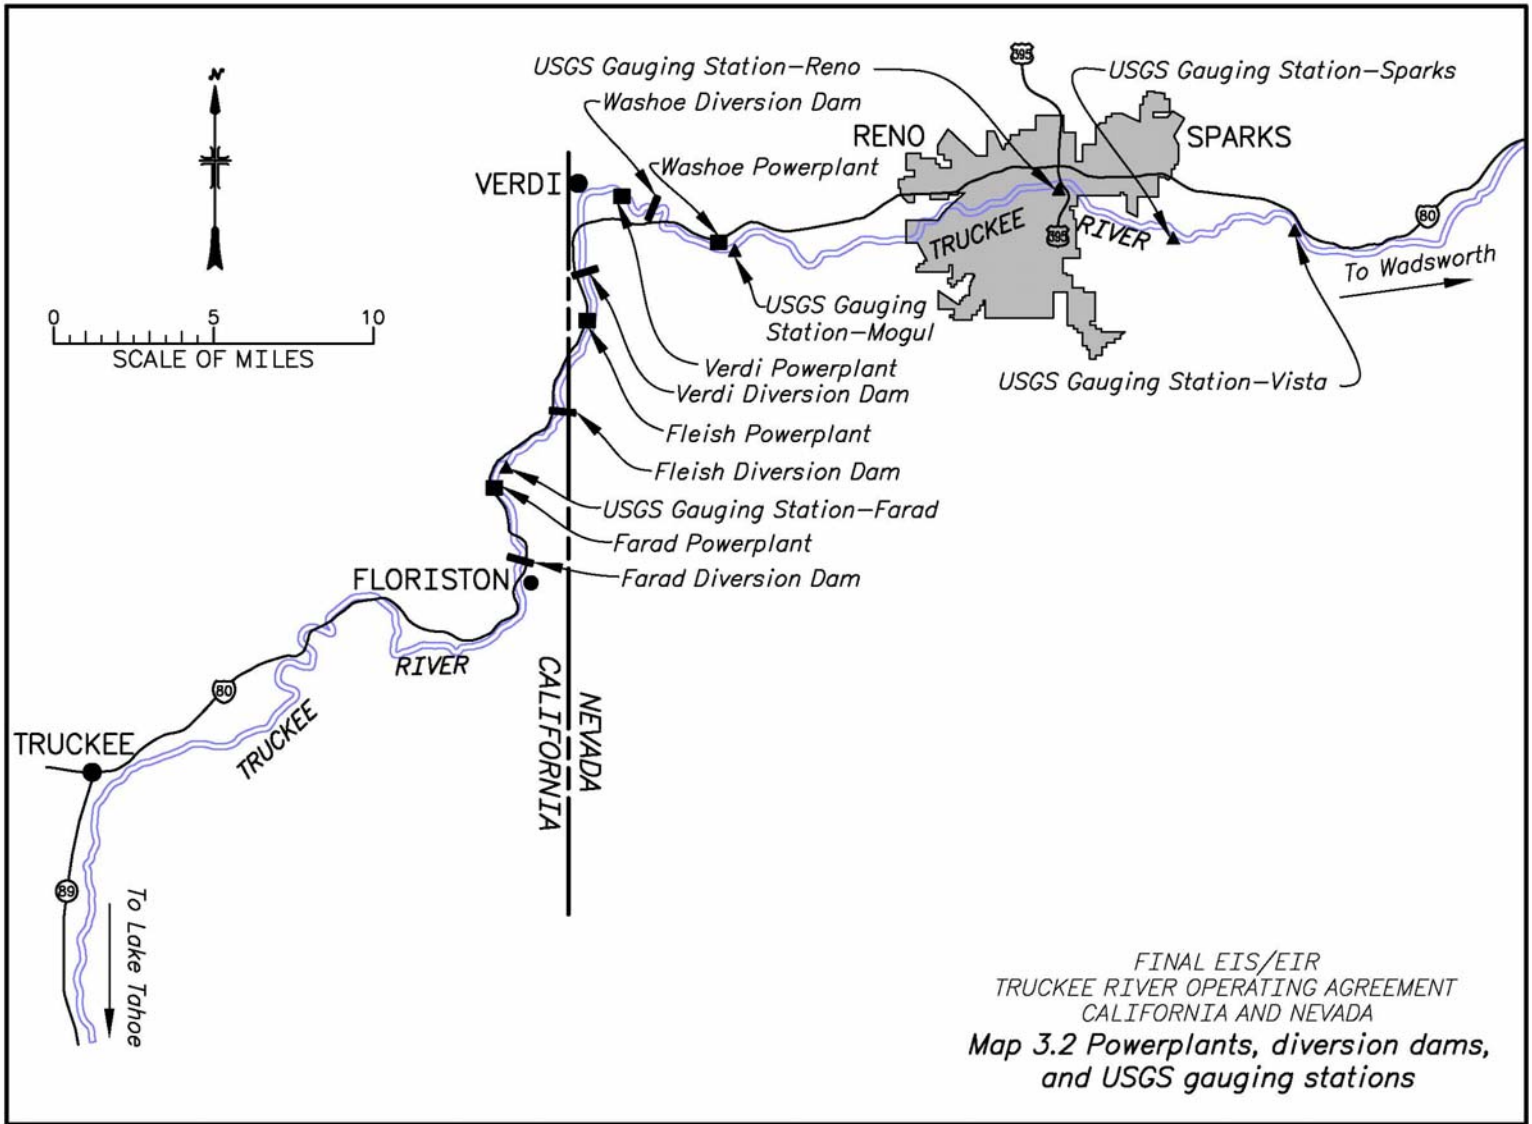 N
0 5 10
SCALE OF MILES
USGS Gauging Station-Reno
Washoe Diversion Dam
Washoe Powerplant
395
USGS Gauging Station-Sparks
RENO
SPARKS
VERDI
TRUCKEE
RIVER
395
80
To Wadsworth
USGS Gauging
Station-Mogul
USGS Gauging Station-Vista
Verdi Powerplant
Verdi Diversion Dam
Fleish Powerplant
Fleish Diversion Dam
USGS Gauging Station-Farad
Farad Powerplant
Farad Diversion Dam
FLORISTON
RIVER
80
TRUCKEE
TRUCKEE
CALIFORNIA
NEVADA
89
To Lake Tahoe
FINAL EIS/EIR
TRUCKEE RIVER OPERATING AGREEMENT
CALIFORNIA AND NEVADA
Map 3.2 Powerplants, diversion dams,
and USGS gauging stations